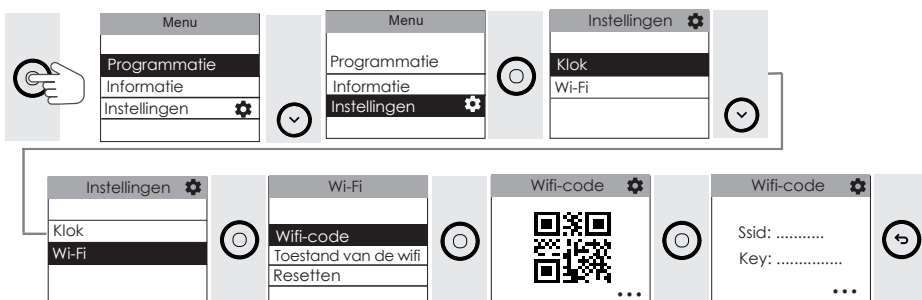 Menu
Programmatie
Informatie
Instellingen
Menu
Programmatie
Informatie
Instellingen
Instellingen
Klok
Wi-Fi
Instellingen
Klok
Wi-Fi
Wi-Fi
Wifi-code
Toestand van de wifi
Resetten
Wifi-code
...
Wifi-code
Ssid: ...........
Key: ...............
...